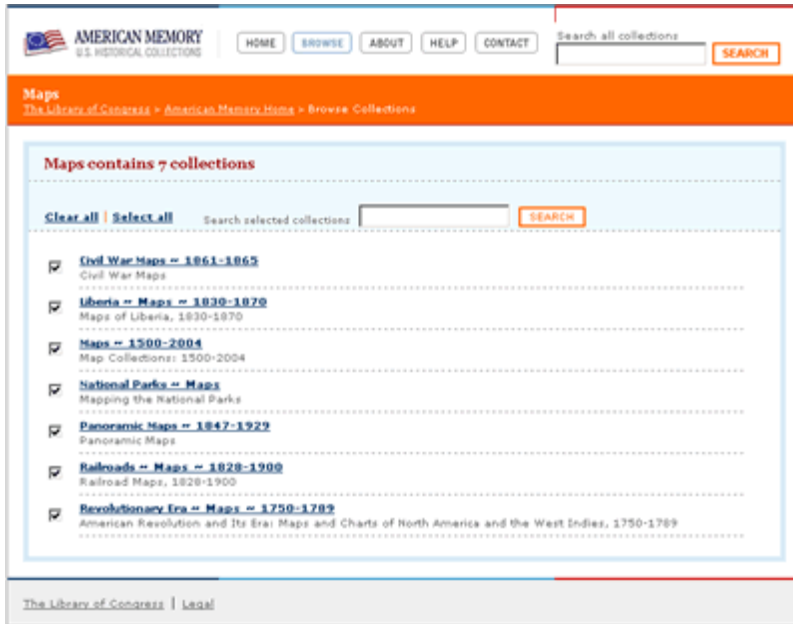 AMERICAN MEMORY
U.S. HISTORICAL COLLECTIONS
HOME BROWSE ABOUT HELP CONTACT
Search all collections
SEARCH
Maps
The Library of Congress > American Memory Home > Browse Collections
Maps contains 7 collections
Clear all | Select all Search selected collections SEARCH
Civil War Maps ~ 1861-1865
Civil War Maps
Liberia ~ Maps ~ 1830-1870
Maps of Liberia, 1830-1870
Maps ~ 1500-2004
Map Collections: 1500-2004
National Parks ~ Maps
Mapping the National Parks
Panoramic Maps ~ 1847-1929
Panoramic Maps
Railroads ~ Maps ~ 1828-1900
Railroad Maps, 1828-1900
Revolutionary Era ~ Maps ~ 1750-1789
American Revolution and Its Era: Maps and Charts of North America and the West Indies, 1750-1789
The Library of Congress | Legal